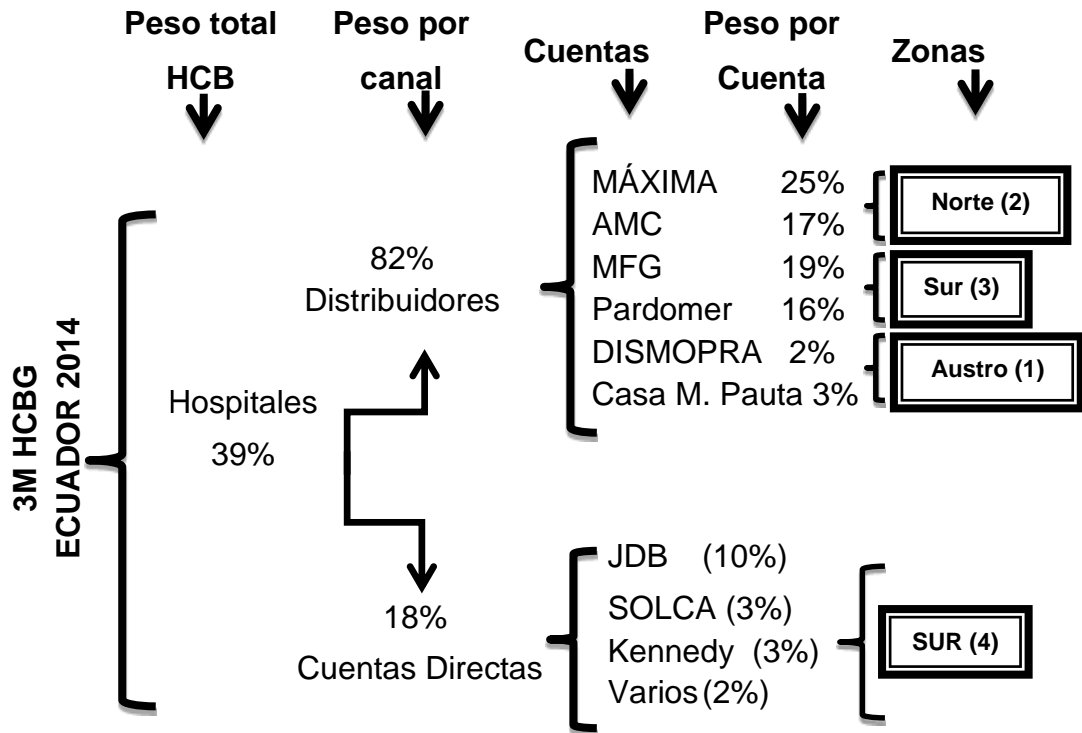 Peso total
HCB
Peso por
canal
Cuentas
Peso por
Cuenta
Zonas
3M HCBG
ECUADOR 2014
Hospitales
39%
82%
Distribuidores
MÁXIMA 25%
AMC 17%
MFG 19%
Pardomer 16%
DISMOPRA 2%
Casa M. Pauta 3%
Norte (2)
Sur (3)
Austro (1)
18%
Cuentas Directas
JDB (10%)
SOLCA (3%)
Kennedy (3%)
Varios (2%)
SUR (4)